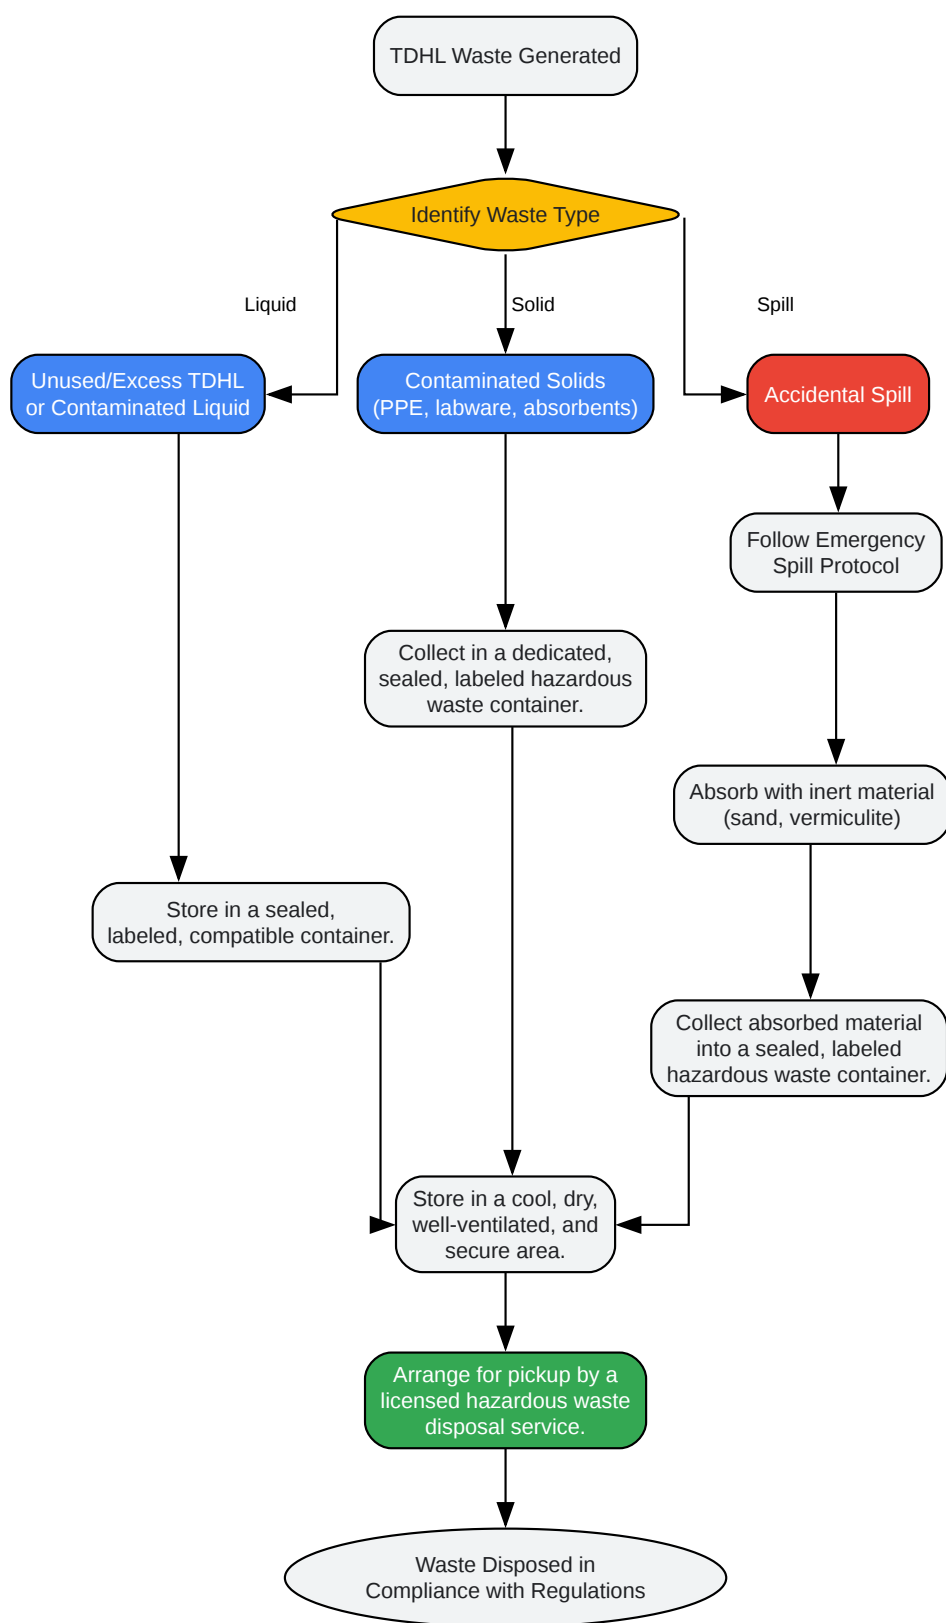 TDHL Waste Generated
Identify Waste Type
Liquid
Solid
Spill
Unused/Excess TDHL
or Contaminated Liquid
Contaminated Solids
(PPE, labware, absorbents)
Accidental Spill
Follow Emergency
Spill Protocol
Collect in a dedicated,
sealed, labeled hazardous
waste container.
Absorb with inert material
(sand, vermiculite)
Store in a sealed,
labeled, compatible container.
Collect absorbed material
into a sealed, labeled
hazardous waste container.
Store in a cool, dry,
well-ventilated, and
secure area.
Arrange for pickup by a
licensed hazardous waste
disposal service.
Waste Disposed in
Compliance with Regulations